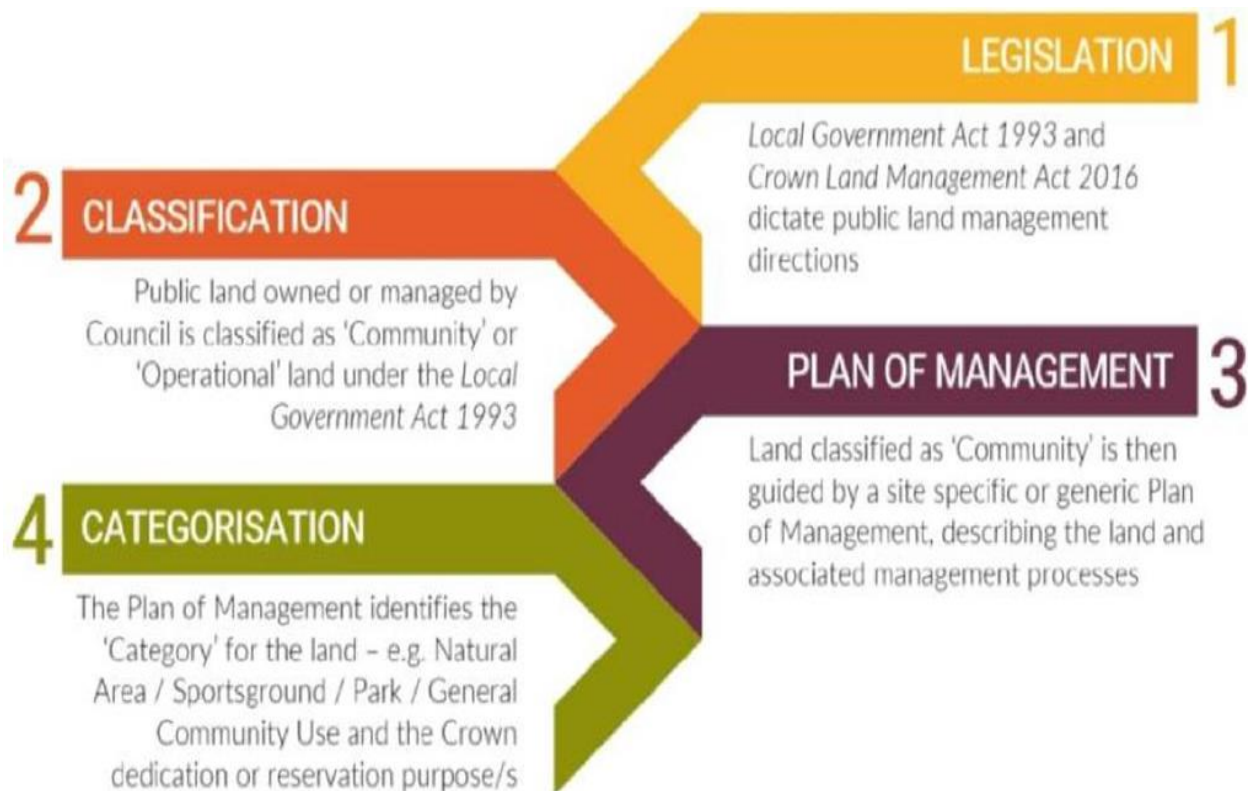 LEGISLATION 1
Local Government Act 1993 and
Crown Land Management Act 2016
dictate public land management
directions
2 CLASSIFICATION
Public land owned or managed by
Council is classified as 'Community' or
'Operational' land under the Local
Government Act 1993
PLAN OF MANAGEMENT 3
Land classified as 'Community' is then
guided by a site specific or generic Plan
of Management, describing the land and
associated management processes
4 CATEGORISATION
The Plan of Management identifies the
'Category' for the land – e.g. Natural
Area / Sportsground / Park / General
Community Use and the Crown
dedication or reservation purpose/s